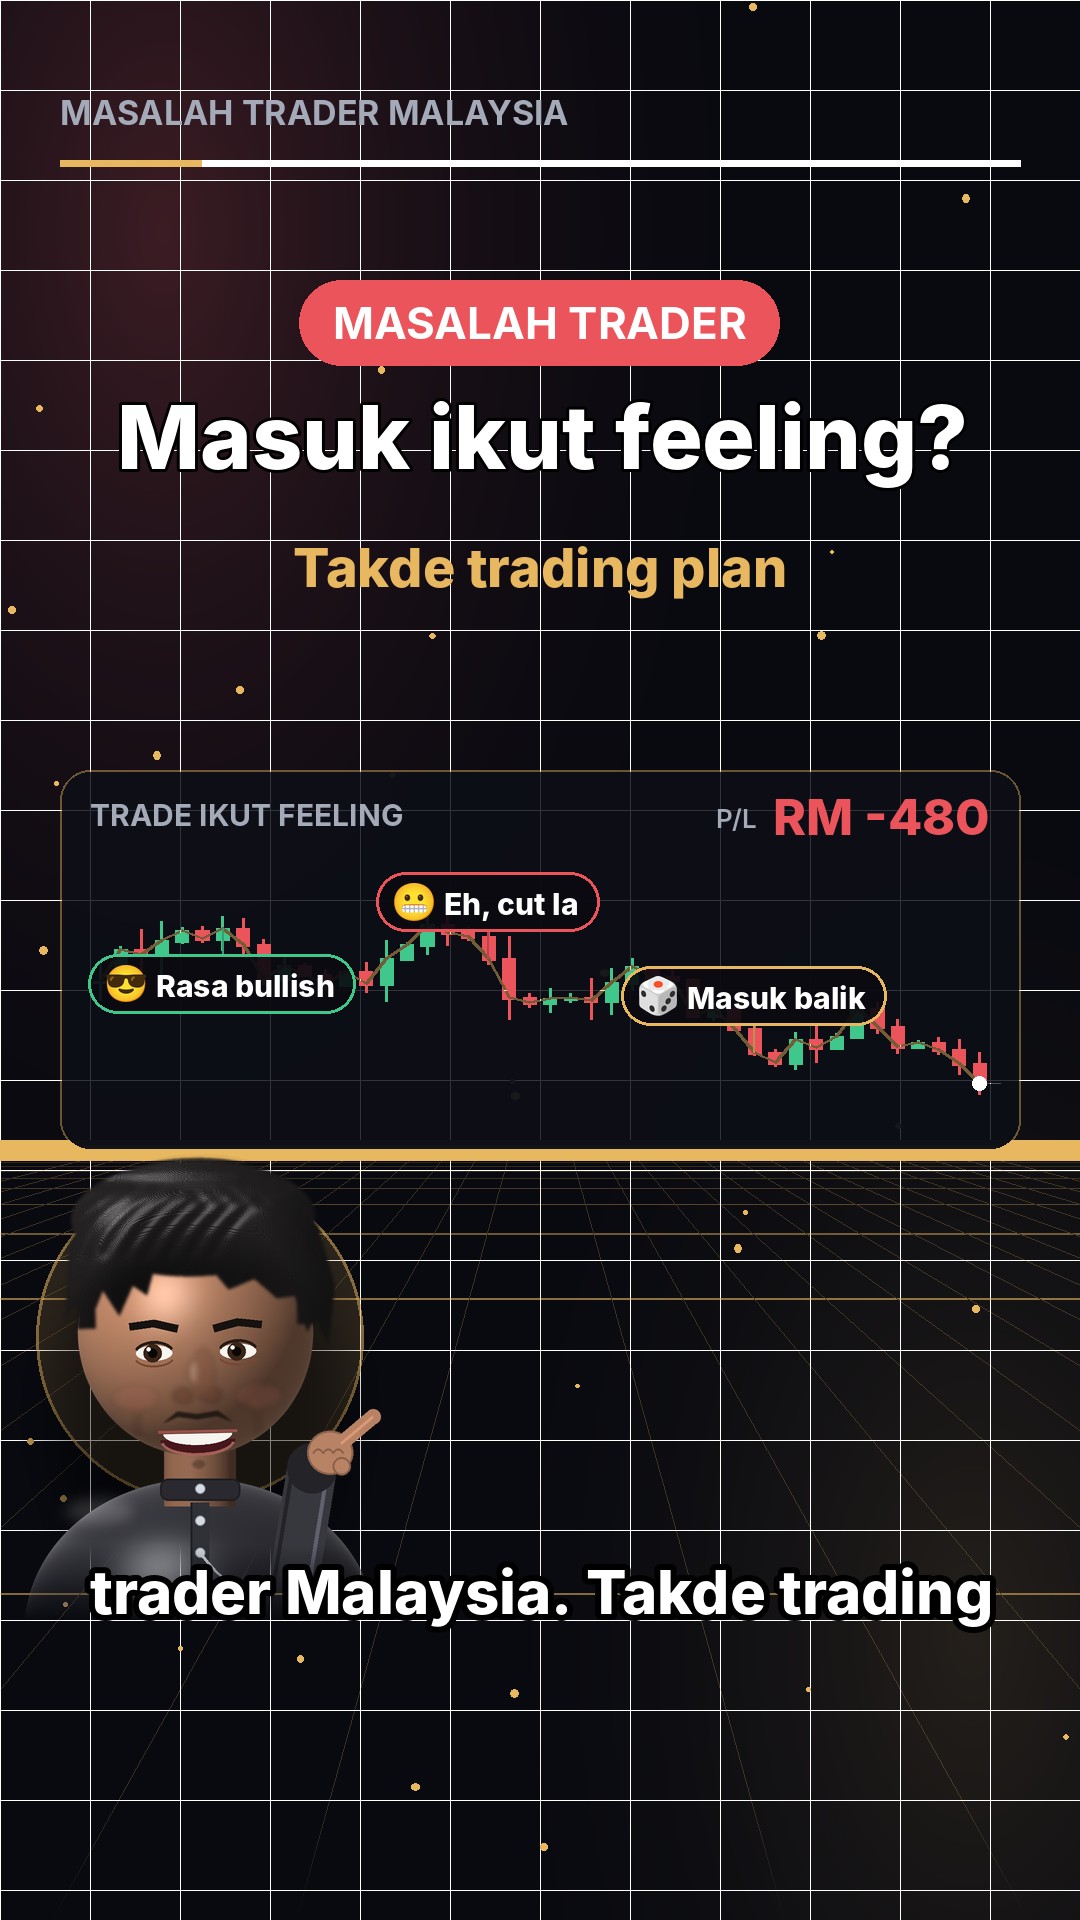 MASALAH TRADER MALAYSIA
MASALAH TRADER
Masuk ikut feeling?
Takde trading plan
TRADE IKUT FEELING
P/L RM -480
😬 Eh, cut la
😎 Rasa bullish
🎲 Masuk balik
trader Malaysia. Takde trading